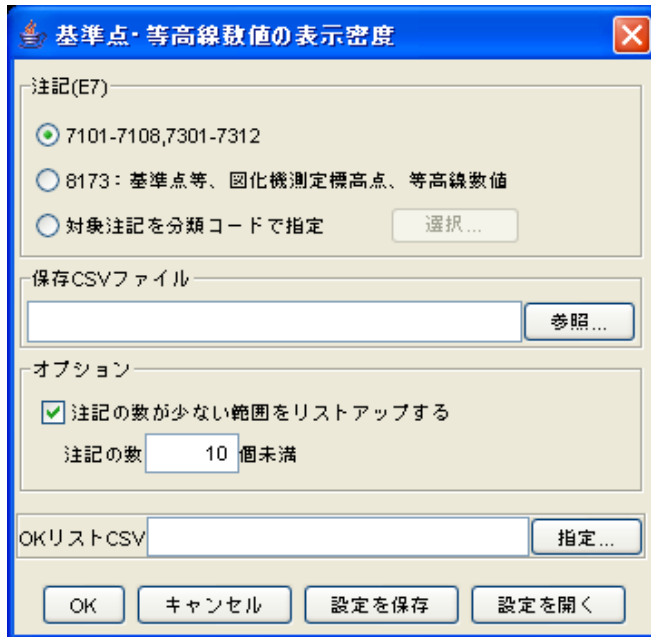 基準点・等高線数値の表示密度
注記(E7)
7101-7108,7301-7312
8173：基準点等、図化機測定標高点、等高線数値
対象注記を分類コードで指定 選択...
保存CSVファイル
参照...
オプション
注記の数が少ない範囲をリストアップする
注記の数 10 個未満
OKリストCSV 指定...
OK キャンセル 設定を保存 設定を開く